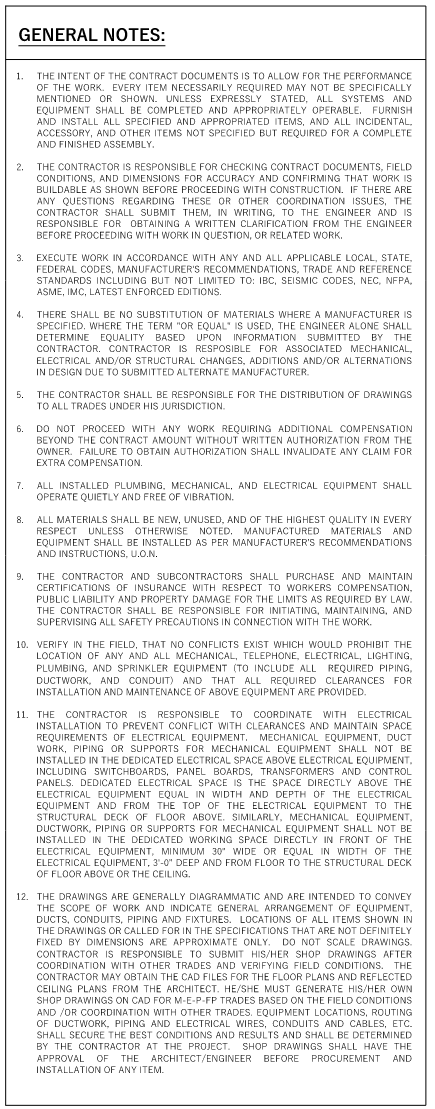 GENERAL NOTES:
1. THE INTENT OF THE CONTRACT DOCUMENTS IS TO ALLOW FOR THE PERFORMANCE
OF THE WORK. EVERY ITEM NECESSARILY REQUIRED MAY NOT BE SPECIFICALLY
MENTIONED OR SHOWN. UNLESS EXPRESSLY STATED, ALL SYSTEMS AND
EQUIPMENT SHALL BE COMPLETED AND APPROPRIATELY OPERABLE. FURNISH
AND INSTALL ALL SPECIFIED AND APPROPRIATED ITEMS, AND ALL INCIDENTAL,
ACCESSORY, AND OTHER ITEMS NOT SPECIFIED BUT REQUIRED FOR A COMPLETE
AND FINISHED ASSEMBLY.
2. THE CONTRACTOR IS RESPONSIBLE FOR CHECKING CONTRACT DOCUMENTS, FIELD
CONDITIONS, AND DIMENSIONS FOR ACCURACY AND CONFIRMING THAT WORK IS
BUILDABLE AS SHOWN BEFORE PROCEEDING WITH CONSTRUCTION. IF THERE ARE
ANY QUESTIONS REGARDING THESE OR OTHER COORDINATION ISSUES, THE
CONTRACTOR SHALL SUBMIT THEM, IN WRITING, TO THE ENGINEER AND IS
RESPONSIBLE FOR OBTAINING A WRITTEN CLARIFICATION FROM THE ENGINEER
BEFORE PROCEEDING WITH WORK IN QUESTION, OR RELATED WORK.
3. EXECUTE WORK IN ACCORDANCE WITH ANY AND ALL APPLICABLE LOCAL, STATE,
FEDERAL CODES, MANUFACTURER'S RECOMMENDATIONS, TRADE AND REFERENCE
STANDARDS INCLUDING BUT NOT LIMITED TO: IBC, SEISMIC CODES, NEC, NFPA,
ASME, IMC, LATEST ENFORCED EDITIONS.
4. THERE SHALL BE NO SUBSTITUTION OF MATERIALS WHERE A MANUFACTURER IS
SPECIFIED. WHERE THE TERM "OR EQUAL" IS USED, THE ENGINEER ALONE SHALL
DETERMINE EQUALITY BASED UPON INFORMATION SUBMITTED BY THE
CONTRACTOR. CONTRACTOR IS RESPOSIBLE FOR ASSOCIATED MECHANICAL,
ELECTRICAL AND/OR STRUCTURAL CHANGES, ADDITIONS AND/OR ALTERNATIONS
IN DESIGN DUE TO SUBMITTED ALTERNATE MANUFACTURER.
5. THE CONTRACTOR SHALL BE RESPONSIBLE FOR THE DISTRIBUTION OF DRAWINGS
TO ALL TRADES UNDER HIS JURISDICTION.
6. DO NOT PROCEED WITH ANY WORK REQUIRING ADDITIONAL COMPENSATION
BEYOND THE CONTRACT AMOUNT WITHOUT WRITTEN AUTHORIZATION FROM THE
OWNER. FAILURE TO OBTAIN AUTHORIZATION SHALL INVALIDATE ANY CLAIM FOR
EXTRA COMPENSATION.
7. ALL INSTALLED PLUMBING, MECHANICAL, AND ELECTRICAL EQUIPMENT SHALL
OPERATE QUIETLY AND FREE OF VIBRATION.
8. ALL MATERIALS SHALL BE NEW, UNUSED, AND OF THE HIGHEST QUALITY IN EVERY
RESPECT UNLESS OTHERWISE NOTED. MANUFACTURED MATERIALS AND
EQUIPMENT SHALL BE INSTALLED AS PER MANUFACTURER'S RECOMMENDATIONS
AND INSTRUCTIONS, U.O.N.
9. THE CONTRACTOR AND SUBCONTRACTORS SHALL PURCHASE AND MAINTAIN
CERTIFICATIONS OF INSURANCE WITH RESPECT TO WORKERS COMPENSATION,
PUBLIC LIABILITY AND PROPERTY DAMAGE FOR THE LIMITS AS REQUIRED BY LAW.
THE CONTRACTOR SHALL BE RESPONSIBLE FOR INITIATING, MAINTAINING, AND
SUPERVISING ALL SAFETY PRECAUTIONS IN CONNECTION WITH THE WORK.
10. VERIFY IN THE FIELD, THAT NO CONFLICTS EXIST WHICH WOULD PROHIBIT THE
LOCATION OF ANY AND ALL MECHANICAL, TELEPHONE, ELECTRICAL, LIGHTING,
PLUMBING, AND SPRINKLER EQUIPMENT (TO INCLUDE ALL REQUIRED PIPING,
DUCTWORK, AND CONDUIT) AND THAT ALL REQUIRED CLEARANCES FOR
INSTALLATION AND MAINTENANCE OF ABOVE EQUIPMENT ARE PROVIDED.
11. THE CONTRACTOR IS RESPONSIBLE TO COORDINATE WITH ELECTRICAL
INSTALLATION TO PREVENT CONFLICT WITH CLEARANCES AND MAINTAIN SPACE
REQUIREMENTS OF ELECTRICAL EQUIPMENT. MECHANICAL EQUIPMENT, DUCT
WORK, PIPING OR SUPPORTS FOR MECHANICAL EQUIPMENT SHALL NOT BE
INSTALLED IN THE DEDICATED ELECTRICAL SPACE ABOVE ELECTRICAL EQUIPMENT,
INCLUDING SWITCHBOARDS, PANEL BOARDS, TRANSFORMERS AND CONTROL
PANELS. DEDICATED ELECTRICAL SPACE IS THE SPACE DIRECTLY ABOVE THE
ELECTRICAL EQUIPMENT EQUAL IN WIDTH AND DEPTH OF THE ELECTRICAL
EQUIPMENT AND FROM THE TOP OF THE ELECTRICAL EQUIPMENT TO THE
STRUCTURAL DECK OF FLOOR ABOVE. SIMILARLY, MECHANICAL EQUIPMENT,
DUCTWORK, PIPING OR SUPPORTS FOR MECHANICAL EQUIPMENT SHALL NOT BE
INSTALLED IN THE DEDICATED WORKING SPACE DIRECTLY IN FRONT OF THE
ELECTRICAL EQUIPMENT, MINIMUM 30" WIDE OR EQUAL IN WIDTH OF THE
ELECTRICAL EQUIPMENT, 3'-0" DEEP AND FROM FLOOR TO THE STRUCTURAL DECK
OF FLOOR ABOVE OR THE CEILING.
12. THE DRAWINGS ARE GENERALLY DIAGRAMMATIC AND ARE INTENDED TO CONVEY
THE SCOPE OF WORK AND INDICATE GENERAL ARRANGEMENT OF EQUIPMENT,
DUCTS, CONDUITS, PIPING AND FIXTURES. LOCATIONS OF ALL ITEMS SHOWN IN
THE DRAWINGS OR CALLED FOR IN THE SPECIFICATIONS THAT ARE NOT DEFINITELY
FIXED BY DIMENSIONS ARE APPROXIMATE ONLY. DO NOT SCALE DRAWINGS.
CONTRACTOR IS RESPONSIBLE TO SUBMIT HIS/HER SHOP DRAWINGS AFTER
COORDINATION WITH OTHER TRADES AND VERIFYING FIELD CONDITIONS. THE
CONTRACTOR MAY OBTAIN THE CAD FILES FOR THE FLOOR PLANS AND REFLECTED
CEILING PLANS FROM THE ARCHITECT. HE/SHE MUST GENERATE HIS/HER OWN
SHOP DRAWINGS ON CAD FOR M-E-P-FP TRADES BASED ON THE FIELD CONDITIONS
AND /OR COORDINATION WITH OTHER TRADES. EQUIPMENT LOCATIONS, ROUTING
OF DUCTWORK, PIPING AND ELECTRICAL WIRES, CONDUITS AND CABLES, ETC.
SHALL SECURE THE BEST CONDITIONS AND RESULTS AND SHALL BE DETERMINED
BY THE CONTRACTOR AT THE PROJECT. SHOP DRAWINGS SHALL HAVE THE
APPROVAL OF THE ARCHITECT/ENGINEER BEFORE PROCUREMENT AND
INSTALLATION OF ANY ITEM.